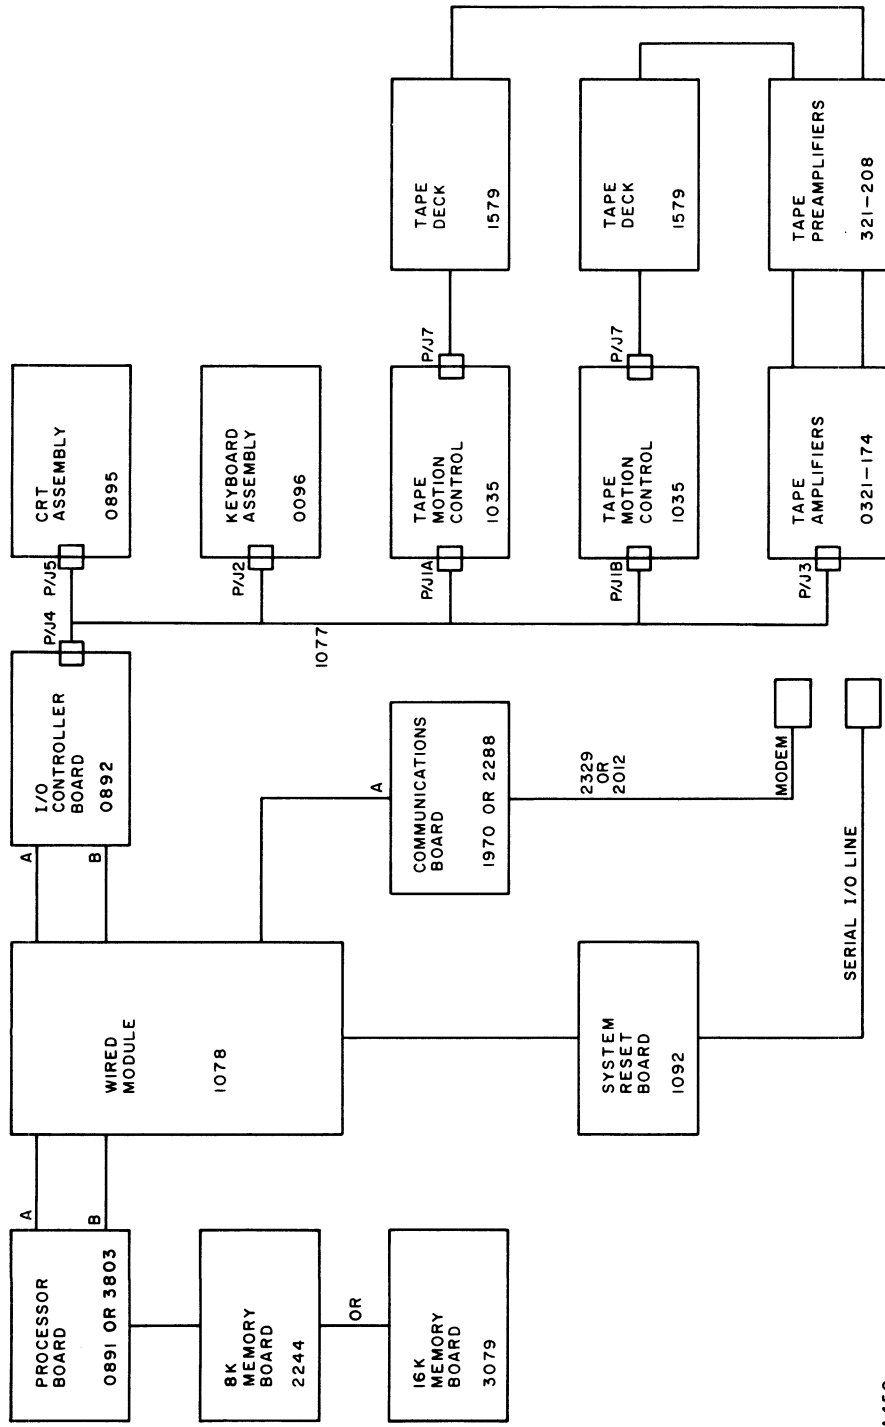 PROCESSOR
BOARD
0891 OR 3803
A
B
WIRED
MODULE
1078
A
B
I/O
CONTROLLER
BOARD
0892
P/J4
P/J5
CRT
ASSEMBLY
0895
8K
MEMORY
BOARD
2244
OR
1077
P/J2
KEYBOARD
ASSEMBLY
0096
16K
MEMORY
BOARD
3079
A
COMMUNICATIONS
BOARD
1970 OR 2288
P/J1A
TAPE
MOTION
CONTROL
1035
P/J7
TAPE
DECK
1579
SYSTEM
RESET
BOARD
1092
2329
OR
2012
P/J1B
TAPE
MOTION
CONTROL
1035
P/J7
TAPE
DECK
1579
MODEM
SERIAL I/O LINE
P/J3
TAPE
AMPLIFIERS
0321-174
TAPE
PREAMPLIFIERS
321-208